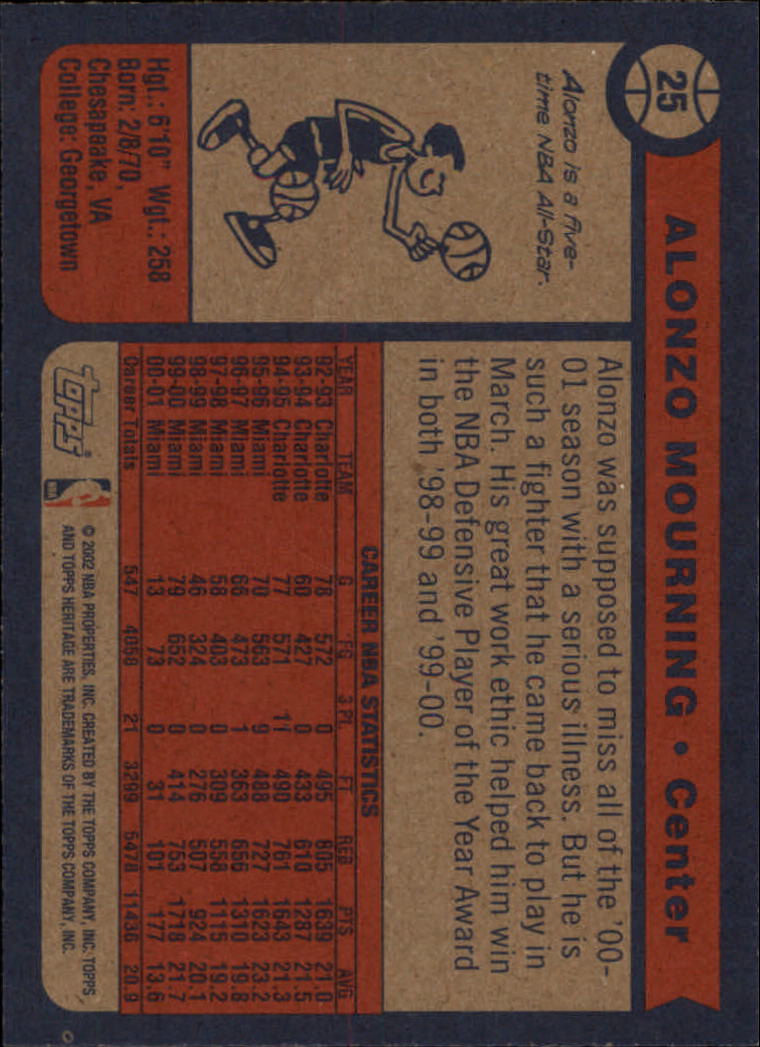 25
ALONZO MOURNING • Center
Alonzo is a five-
time NBA All-Star.
Hgt.: 6'10" Wgt.: 258
Born: 2/8/70,
Chesapeake, VA
College: Georgetown
Alonzo was supposed to miss all of the '00-
01 season with a serious illness. But he is
such a fighter that he came back to play in
March. His great work ethic helped him win
the NBA Defensive Player of the Year Award
in both '98-99 and '99-00.
CAREER NBA STATISTICS
YEAR TEAM G FG 3 PT. FT REB PTS AVG
92-93 Charlotte 78 572 0 495 805 1639 21.0
93-94 Charlotte 60 427 0 433 610 1287 21.5
94-95 Charlotte 77 571 11 490 761 1643 21.3
95-96 Miami 70 563 9 488 727 1623 23.2
96-97 Miami 66 473 1 363 656 1310 19.8
97-98 Miami 58 403 0 309 558 1115 19.2
98-99 Miami 46 324 0 276 507 924 20.1
99-00 Miami 79 652 0 414 753 1718 21.7
00-01 Miami 13 73 0 31 101 177 13.6
Career Totals 547 4058 21 3299 5478 11436 20.9
Topps®
NBA
© 2002 NBA PROPERTIES, INC. CREATED BY THE TOPPS COMPANY, INC. TOPPS
AND TOPPS HERITAGE ARE TRADEMARKS OF THE TOPPS COMPANY, INC.